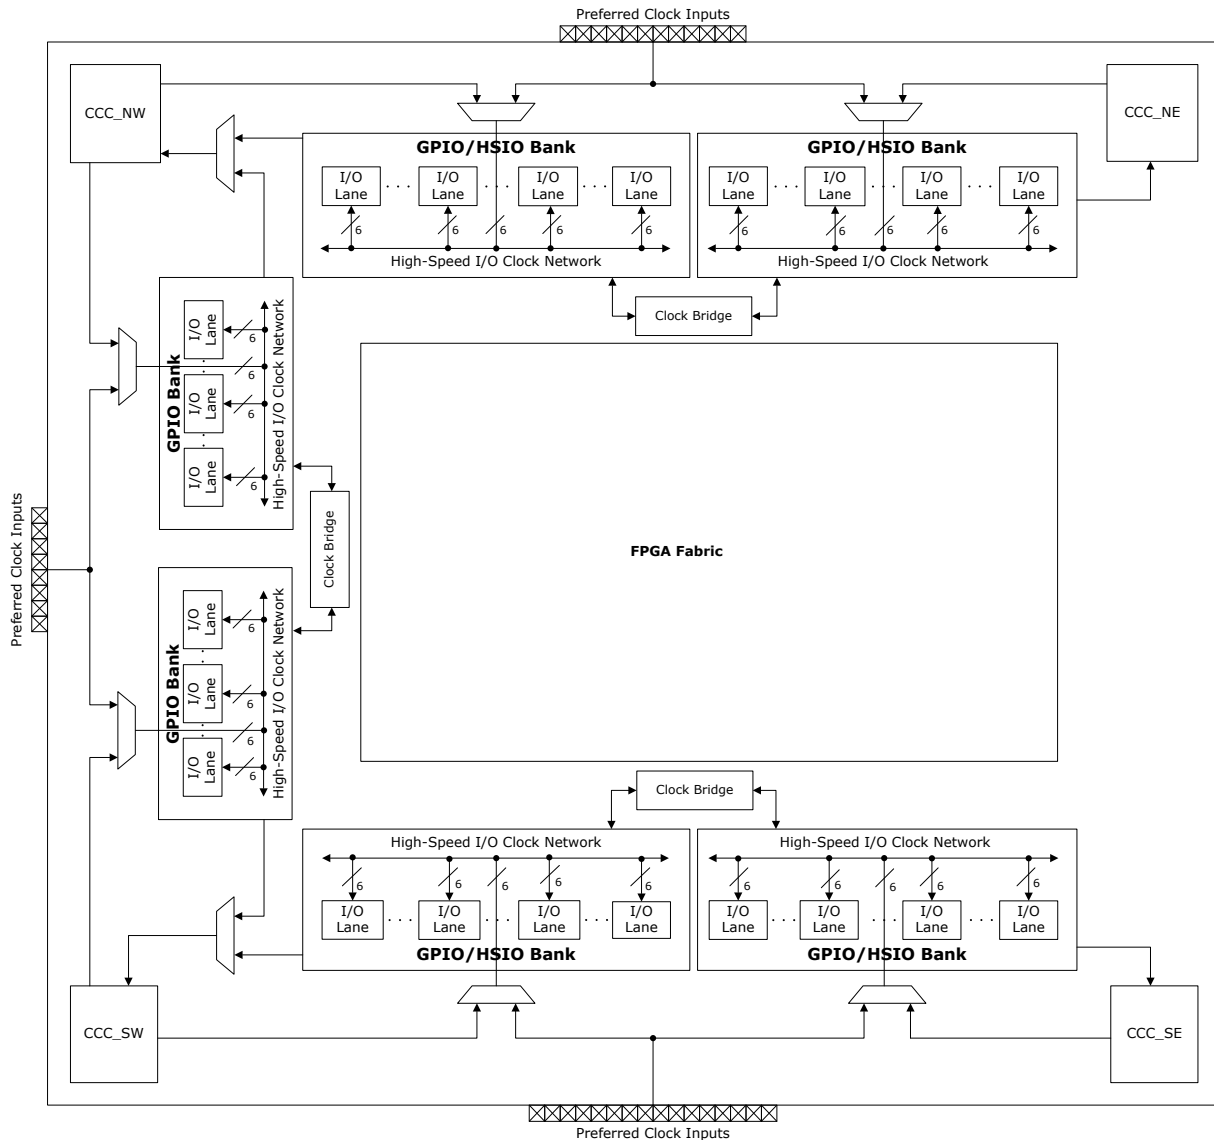 Preferred Clock Inputs
CCC_NW
CCC_NE
GPIO/HSIO Bank
I/O
Lane
. . .
I/O
Lane
. . .
I/O
Lane
. . .
I/O
Lane
6
6
6
6
6
High-Speed I/O Clock Network
GPIO/HSIO Bank
I/O
Lane
. . .
I/O
Lane
. . .
I/O
Lane
. . .
I/O
Lane
6
6
6
6
6
High-Speed I/O Clock Network
Clock Bridge
GPIO Bank
I/O
Lane
. . .
I/O
Lane
. . .
I/O
Lane
6
6
6
6
High-Speed I/O Clock Network
Clock Bridge
Preferred Clock Inputs
FPGA Fabric
GPIO Bank
I/O
Lane
. . .
I/O
Lane
. . .
I/O
Lane
6
6
6
6
High-Speed I/O Clock Network
Clock Bridge
High-Speed I/O Clock Network
6
6
6
6
6
I/O
Lane
. . .
I/O
Lane
. . .
I/O
Lane
. . .
I/O
Lane
GPIO/HSIO Bank
High-Speed I/O Clock Network
6
6
6
6
6
I/O
Lane
. . .
I/O
Lane
. . .
I/O
Lane
. . .
I/O
Lane
GPIO/HSIO Bank
CCC_SW
CCC_SE
Preferred Clock Inputs